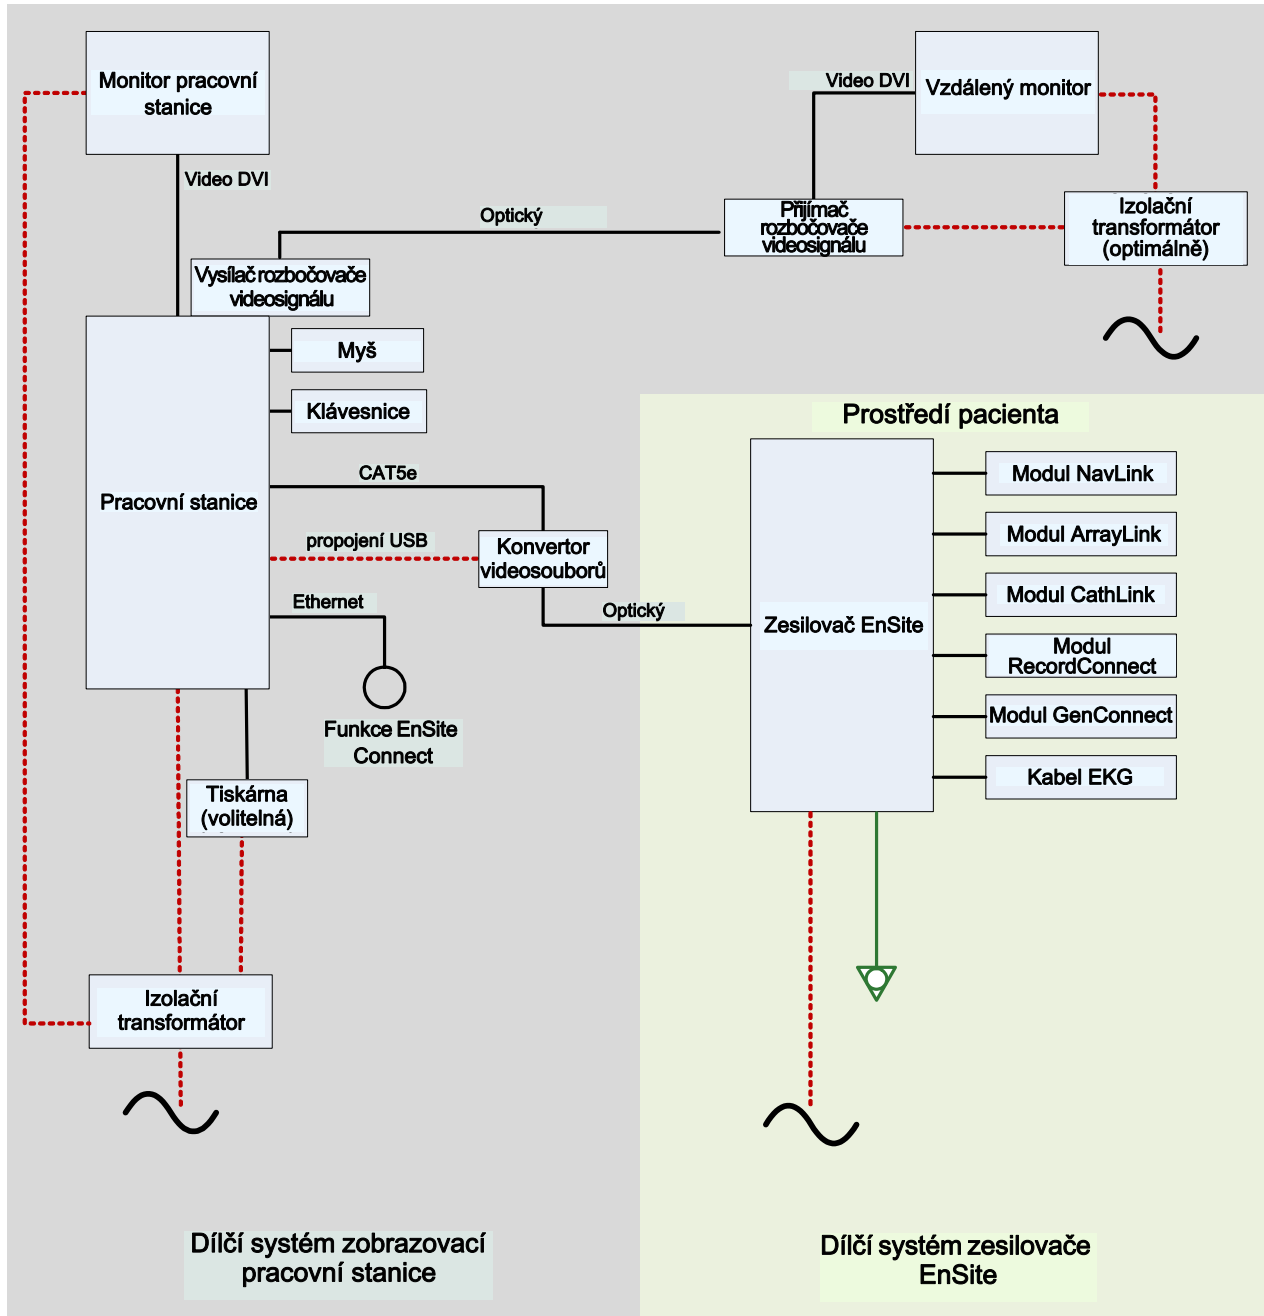 Monitor pracovní
stanice
Video DVI
Vzdálený monitor
Video DVI
Optický
Přijímač
rozbočovače
videosignálu
Izolační
transformátor
(optimálně)
Vysílač rozbočovače
videosignálu
Myš
Klávesnice
Prostředí pacienta
CAT5e
Pracovní stanice
propojení USB
Konvertor
videosouborů
Ethernet
Optický
Zesilovač EnSite
Modul NavLink
Modul ArrayLink
Modul CathLink
Modul
RecordConnect
Modul GenConnect
Kabel EKG
Funkce EnSite
Connect
Tiskárna
(volitelná)
Izolační
transformátor
Dílčí systém zobrazovací
pracovní stanice
Dílčí systém zesilovače
EnSite